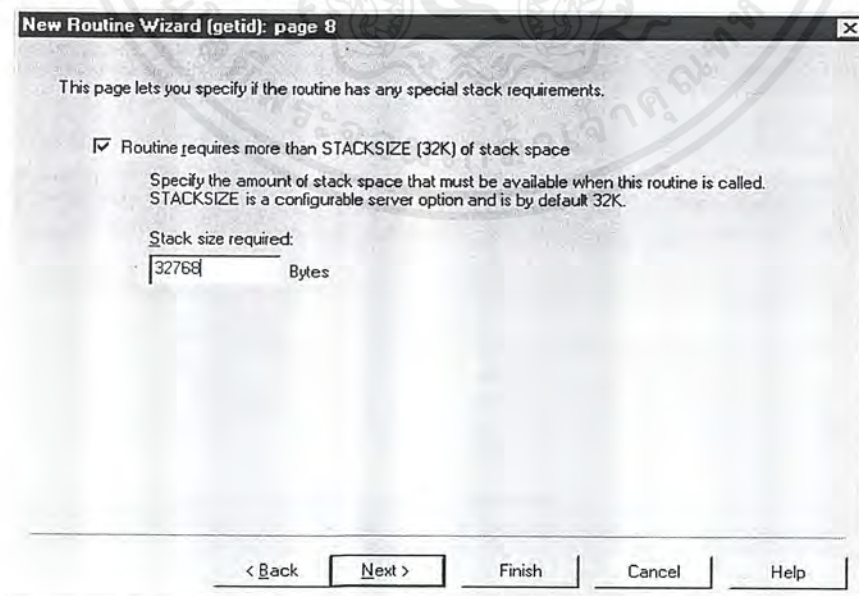 New Routine Wizard (getid): page 8
This page lets you specify if the routine has any special stack requirements.
Routine requires more than STACKSIZE (32K) of stack space
Specify the amount of stack space that must be available when this routine is called.
STACKSIZE is a configurable server option and is by default 32K.
Stack size required:
32768
Bytes
< Back
Next >
Finish
Cancel
Help